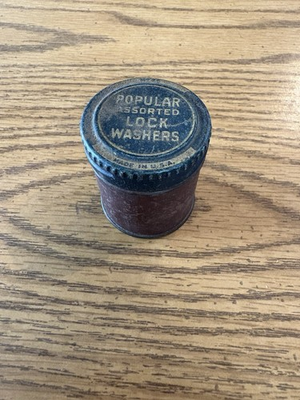 POPULAR
ASSORTED
LOCK
WASHERS
MADE IN U.S.A.